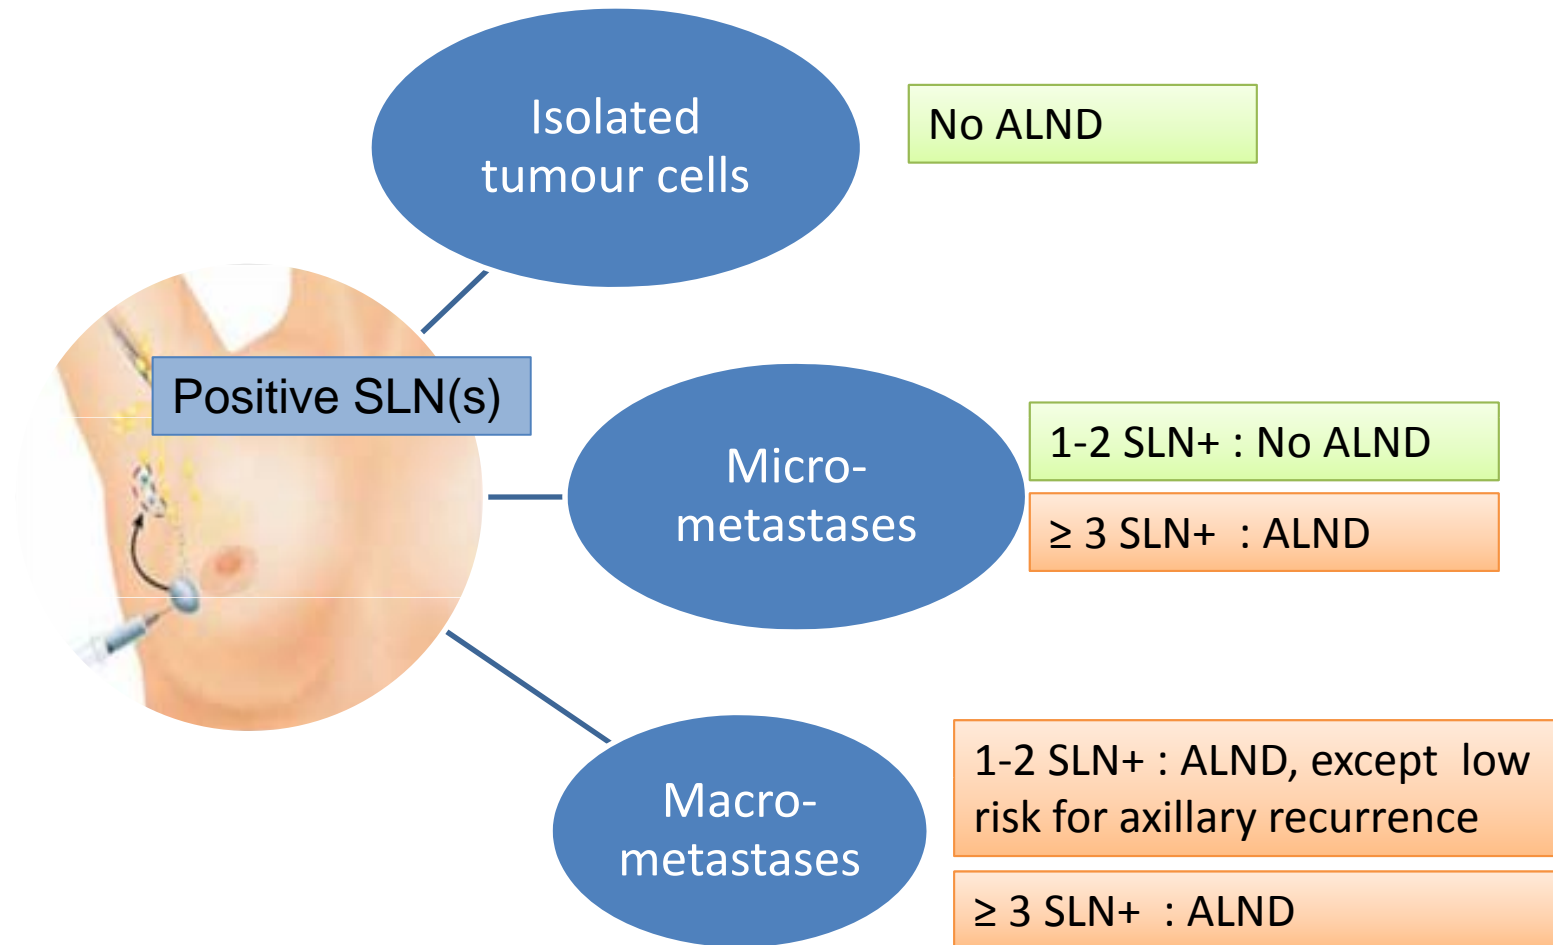 Isolated
tumour cells
No ALND
Positive SLN(s)
Micro-
metastases
1-2 SLN+ : No ALND
≥ 3 SLN+  : ALND
Macro-
metastases
1-2 SLN+ : ALND, except  low
risk for axillary recurrence
≥ 3 SLN+  : ALND